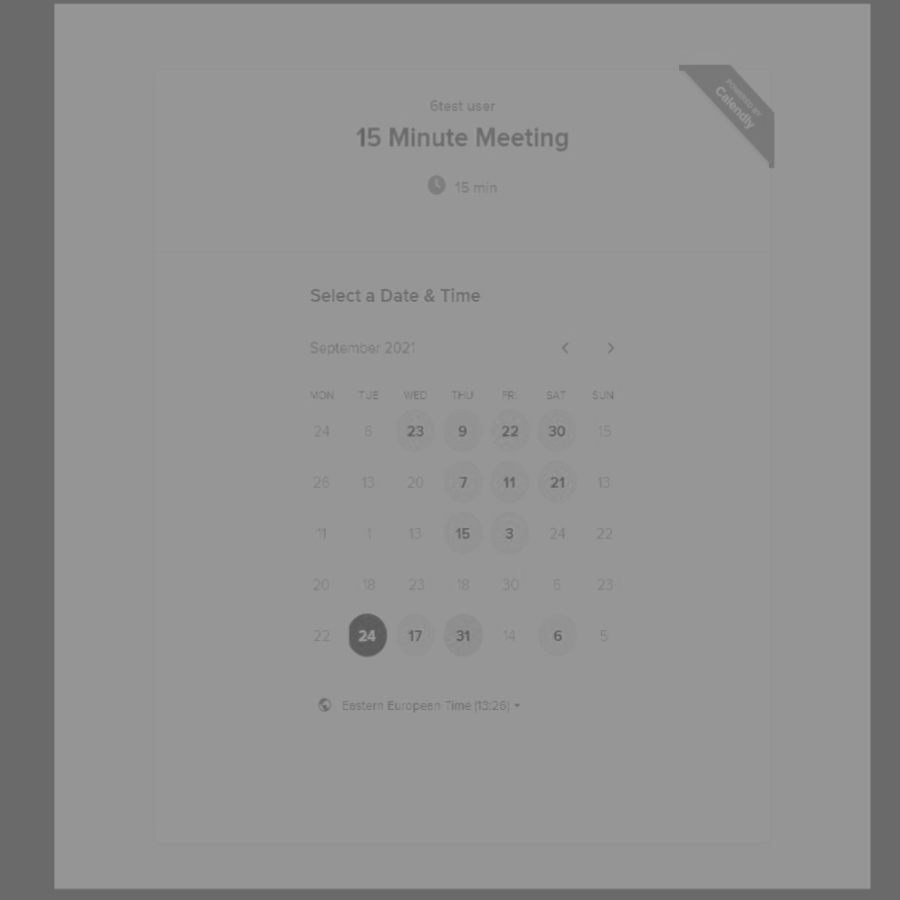 POWERED BY
Calendly
6test user
15 Minute Meeting
15 min
Select a Date & Time
September 2021
MON TUE WED THU FRI SAT SUN
24 6 23 9 22 30 15
26 13 20 7 11 21 13
11 1 13 15 3 24 22
20 18 23 18 30 6 23
22 24 17 31 14 6 5
Eastern European Time (13:26)